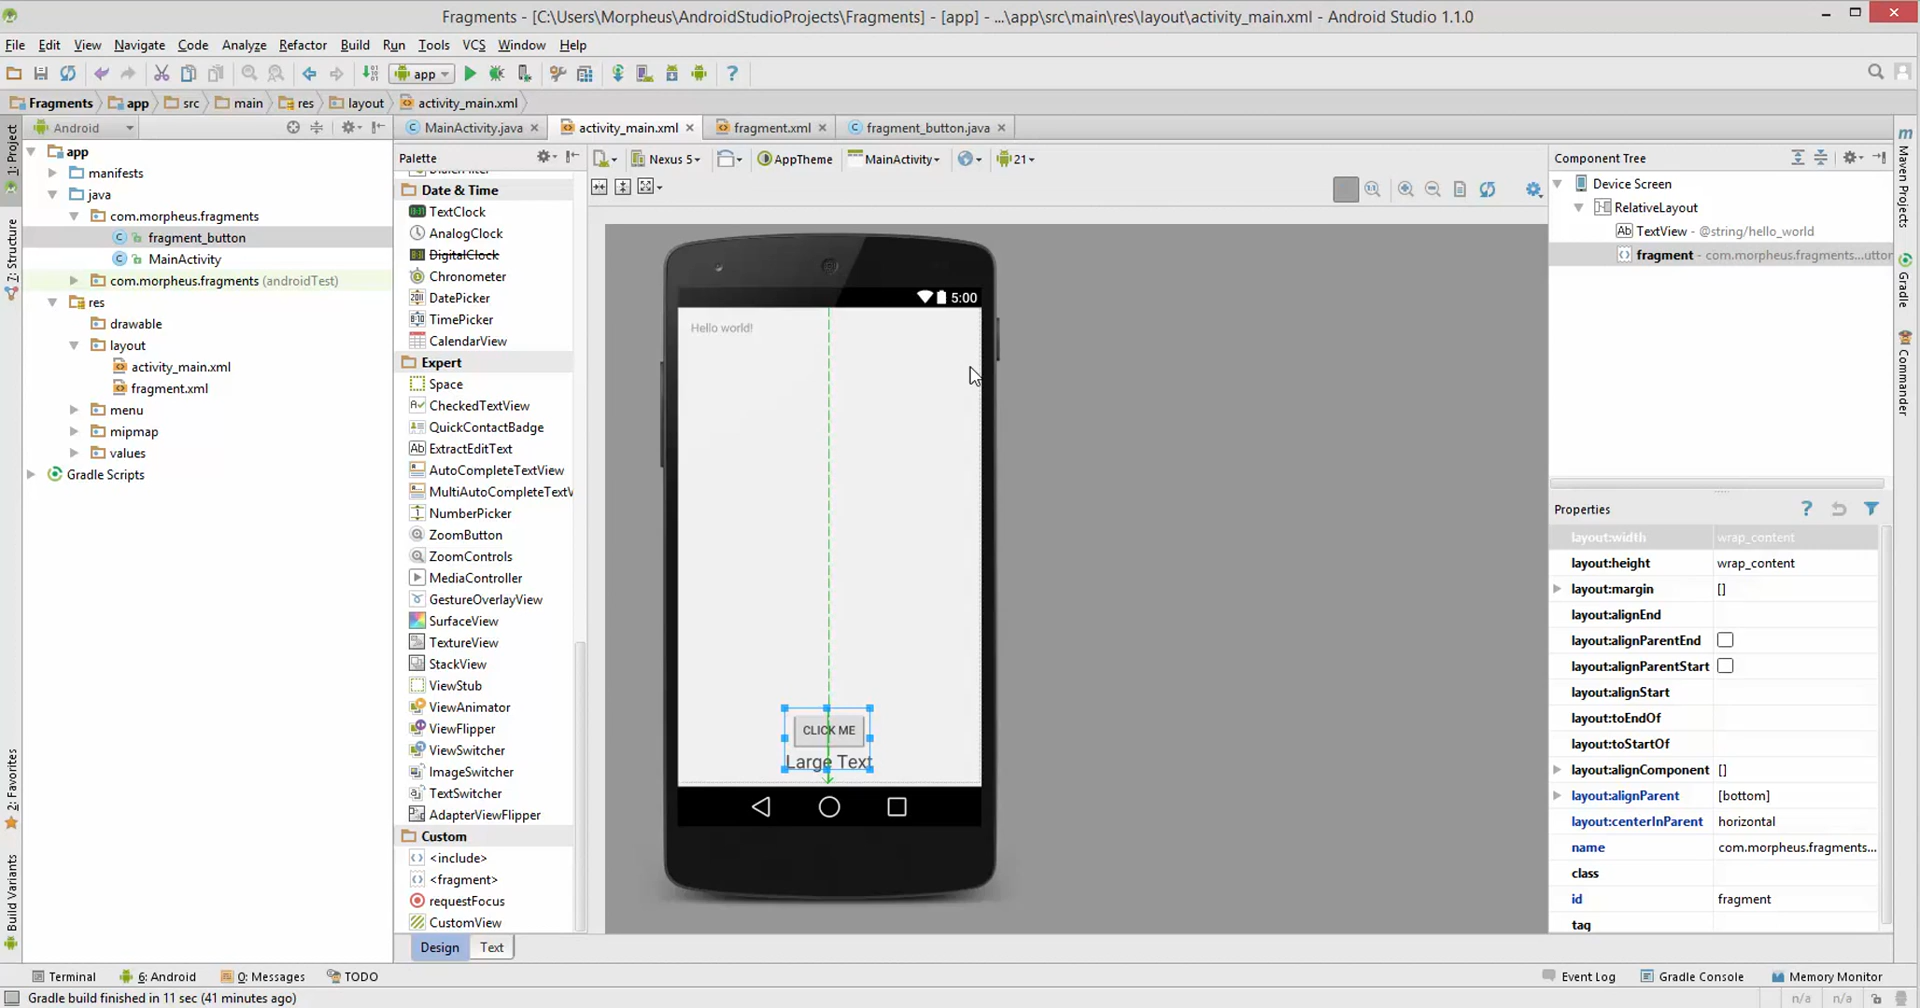 Fragments - [C:\Users\Morpheus\AndroidStudioProjects\Fragments] - [app] - ...\app\src\main\res\layout\activity_main.xml - Android Studio 1.1.0
File Edit View Navigate Code Analyze Refactor Build Run Tools VCS Window Help
app
Fragments app src main res layout activity_main.xml
1: Project
7: Structure
2: Favorites
Build Variants
Android
app
manifests
java
com.morpheus.fragments
fragment_button
MainActivity
com.morpheus.fragments (androidTest)
res
drawable
layout
activity_main.xml
fragment.xml
menu
mipmap
values
Gradle Scripts
MainActivity.java activity_main.xml fragment.xml fragment_button.java
Palette
Date & Time
TextClock
AnalogClock
DigitalClock
Chronometer
DatePicker
TimePicker
CalendarView
Expert
Space
CheckedTextView
QuickContactBadge
ExtractEditText
AutoCompleteTextView
MultiAutoCompleteTextV
NumberPicker
ZoomButton
ZoomControls
MediaController
GestureOverlayView
SurfaceView
TextureView
StackView
ViewStub
ViewAnimator
ViewFlipper
ViewSwitcher
ImageSwitcher
TextSwitcher
AdapterViewFlipper
Custom
<include>
<fragment>
requestFocus
CustomView
Design Text
Nexus 5 AppTheme MainActivity 21
5:00
Hello world!
CLICK ME
Large Text
Component Tree
Device Screen
RelativeLayout
TextView - @string/hello_world
fragment - com.morpheus.fragments...utton
Properties
layout:width wrap_content
layout:height wrap_content
layout:margin []
layout:alignEnd
layout:alignParentEnd
layout:alignParentStart
layout:alignStart
layout:toEndOf
layout:toStartOf
layout:alignComponent []
layout:alignParent [bottom]
layout:centerInParent horizontal
name com.morpheus.fragments...
class
id fragment
tag
Maven Projects
Gradle
Commander
Terminal 6: Android 0: Messages TODO
Event Log Gradle Console Memory Monitor
Gradle build finished in 11 sec (41 minutes ago)
n/a n/a